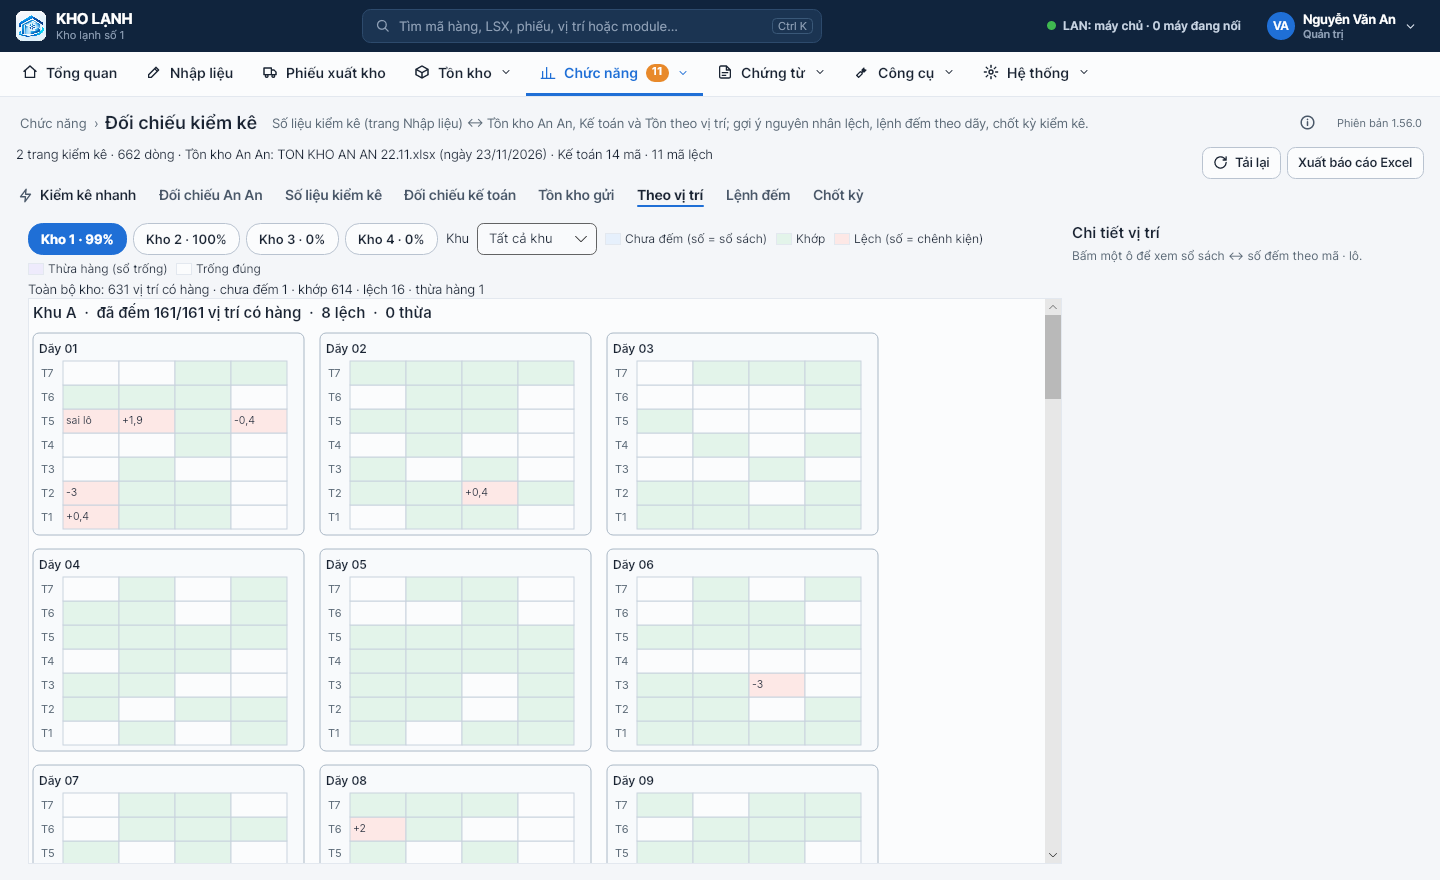 KHO LẠNH
Kho lạnh số 1
Tìm mã hàng, LSX, phiếu, vị trí hoặc module...
Ctrl K
LAN: máy chủ · 0 máy đang nối
VA
Nguyễn Văn An
Quản trị
Tổng quan
Nhập liệu
Phiếu xuất kho
Tồn kho
Chức năng 11
Chứng từ
Công cụ
Hệ thống
Chức năng › Đối chiếu kiểm kê
Số liệu kiểm kê (trang Nhập liệu) ↔ Tồn kho An An, Kế toán và Tồn theo vị trí; gợi ý nguyên nhân lệch, lệnh đếm theo dãy, chốt kỳ kiểm kê.
Phiên bản 1.56.0
2 trang kiểm kê · 662 dòng · Tồn kho An An: TON KHO AN AN 22.11.xlsx (ngày 23/11/2026) · Kế toán 14 mã · 11 mã lệch
Tải lại
Xuất báo cáo Excel
Kiểm kê nhanh
Đối chiếu An An
Số liệu kiểm kê
Đối chiếu kế toán
Tồn kho gửi
Theo vị trí
Lệnh đếm
Chốt kỳ
Kho 1 · 99%
Kho 2 · 100%
Kho 3 · 0%
Kho 4 · 0%
Khu
Tất cả khu
Chưa đếm (số = sổ sách)
Khớp
Lệch (số = chênh kiện)
Thừa hàng (sổ trống)
Trống đúng
Toàn bộ kho: 631 vị trí có hàng · chưa đếm 1 · khớp 614 · lệch 16 · thừa hàng 1
Chi tiết vị trí
Bấm một ô để xem sổ sách ↔ số đếm theo mã · lô.
Khu A · đã đếm 161/161 vị trí có hàng · 8 lệch · 0 thừa
Dãy 01
T7
T6
T5 sai lô +1,9 -0,4
T4
T3
T2 -3
T1 +0,4
Dãy 02
T7
T6
T5
T4
T3
T2 +0,4
T1
Dãy 03
T7
T6
T5
T4
T3
T2
T1
Dãy 04
T7
T6
T5
T4
T3
T2
T1
Dãy 05
T7
T6
T5
T4
T3
T2
T1
Dãy 06
T7
T6
T5
T4
T3 -3
T2
T1
Dãy 07
T7
T6
T5
Dãy 08
T7
T6 +2
T5
Dãy 09
T7
T6
T5